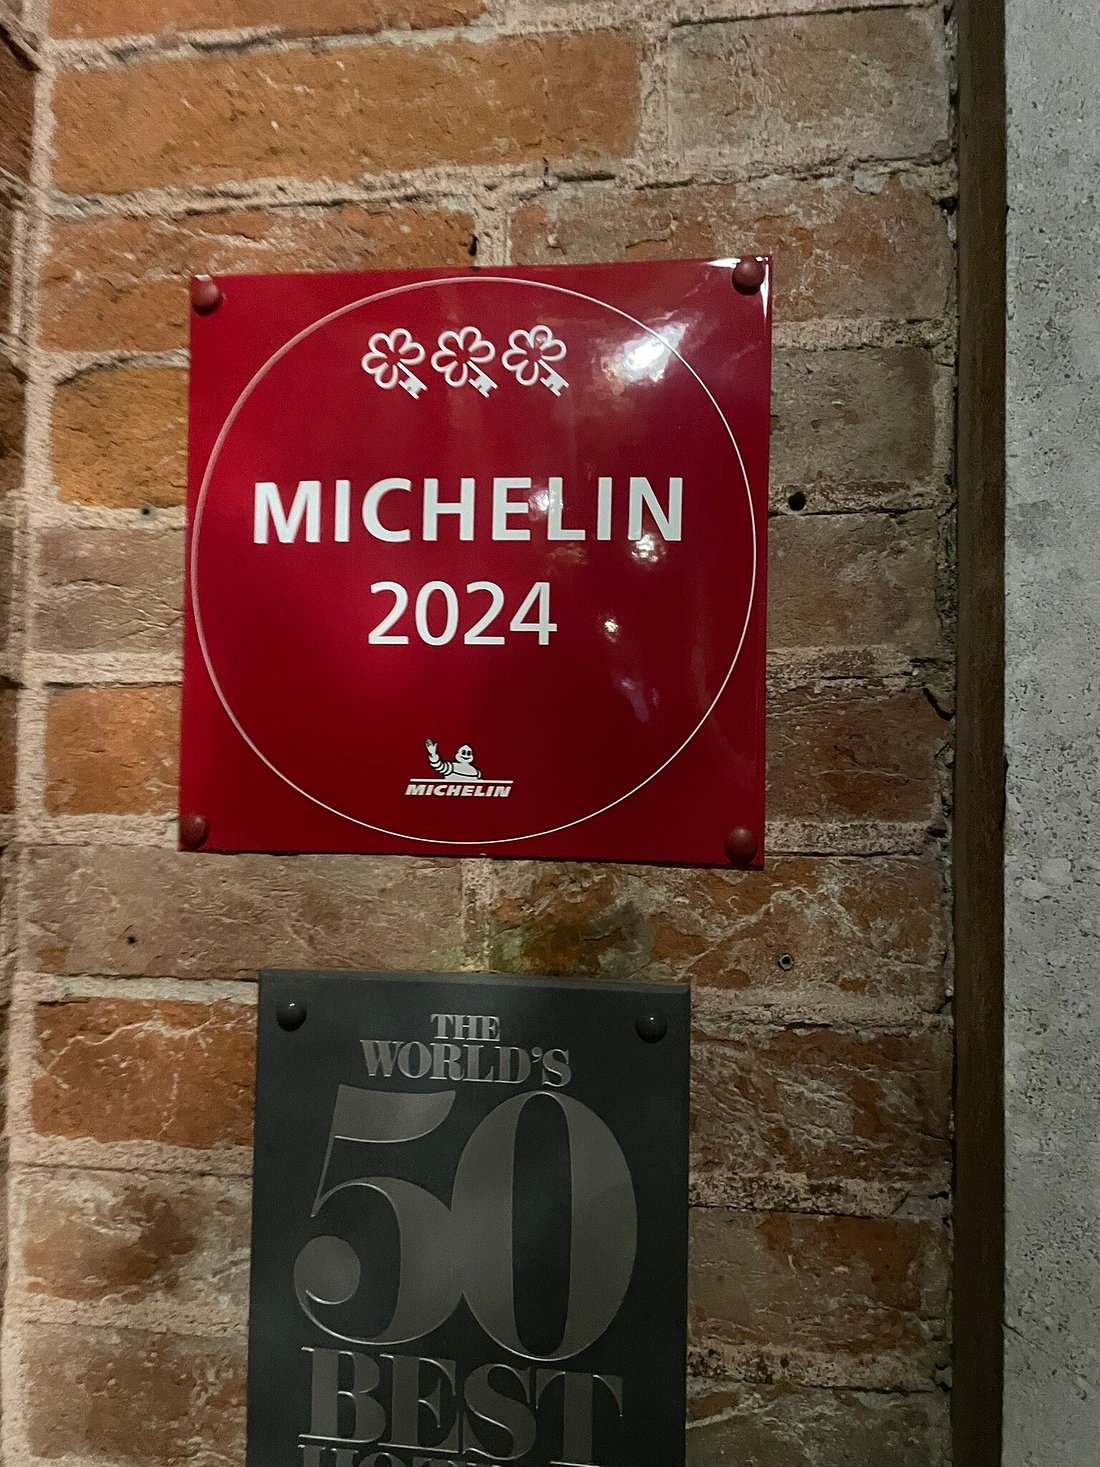 MICHELIN
2024
MICHELIN
THE
WORLD'S
50
BEST